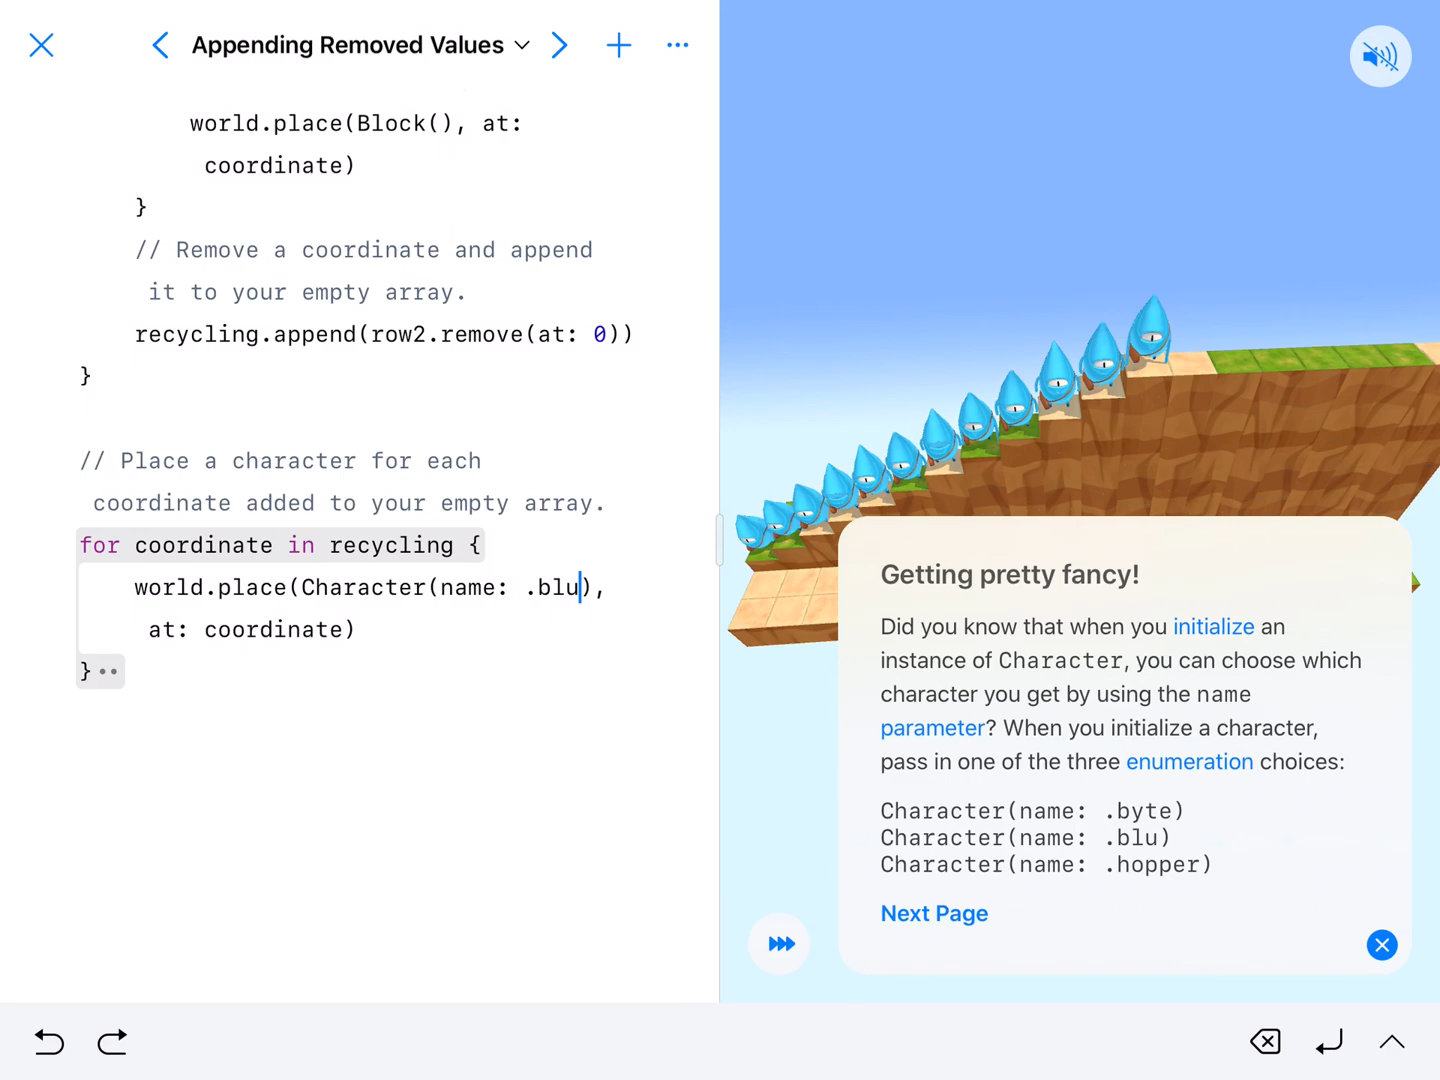 Appending Removed Values
world.place(Block(), at:
coordinate)
}
// Remove a coordinate and append
it to your empty array.
recycling.append(row2.remove(at: 0))
}
// Place a character for each
coordinate added to your empty array.
for coordinate in recycling {
world.place(Character(name: .blu),
at: coordinate)
}
Getting pretty fancy!
Did you know that when you initialize an
instance of Character, you can choose which
character you get by using the name
parameter? When you initialize a character,
pass in one of the three enumeration choices:
Character(name: .byte)
Character(name: .blu)
Character(name: .hopper)
Next Page